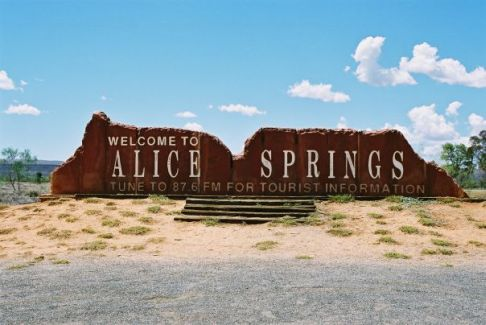 WELCOME TO
ALICE SPRINGS
TUNE TO 87.6 FM FOR TOURIST INFORMATION